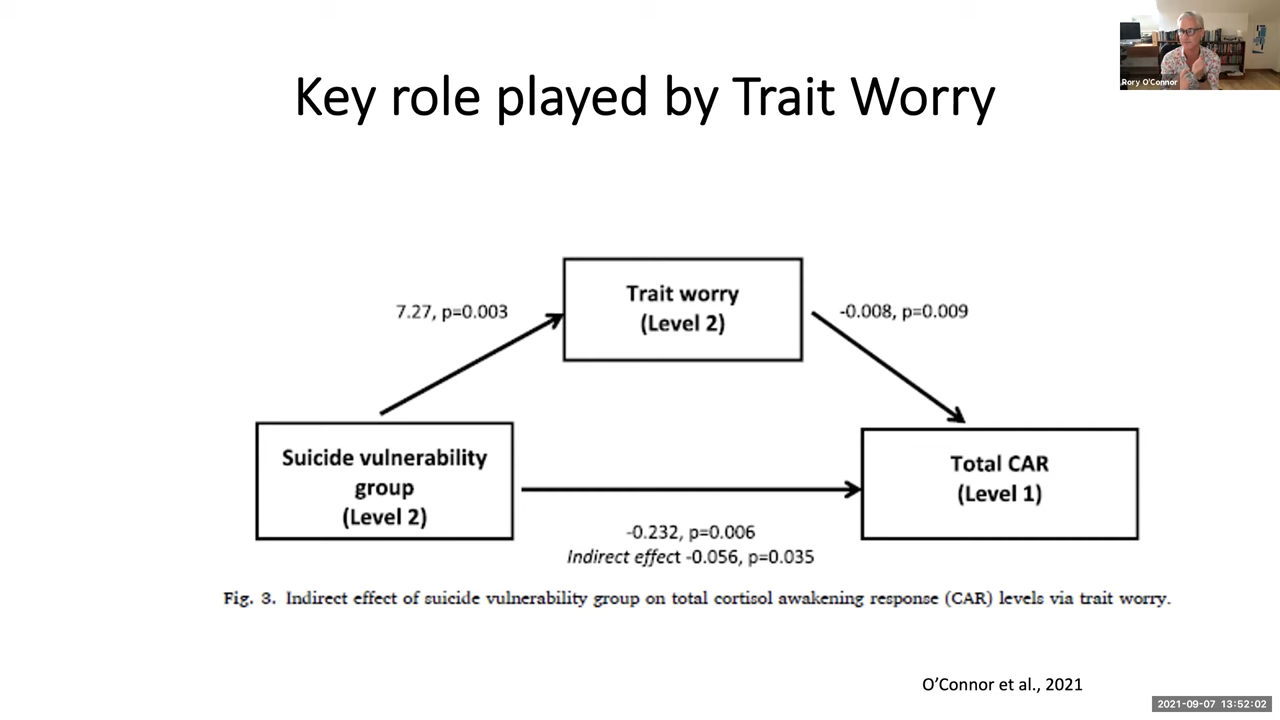 Rory O'Connor
Key role played by Trait Worry
Trait worry
(Level 2)
7.27, p=0.003
-0.008, p=0.009
Suicide vulnerability
group
(Level 2)
Total CAR
(Level 1)
-0.232, p=0.006
Indirect effect -0.056, p=0.035
Fig. 3. Indirect effect of suicide vulnerability group on total cortisol awakening response (CAR) levels via trait worry.
O'Connor et al., 2021
2021-09-07 13:52:02